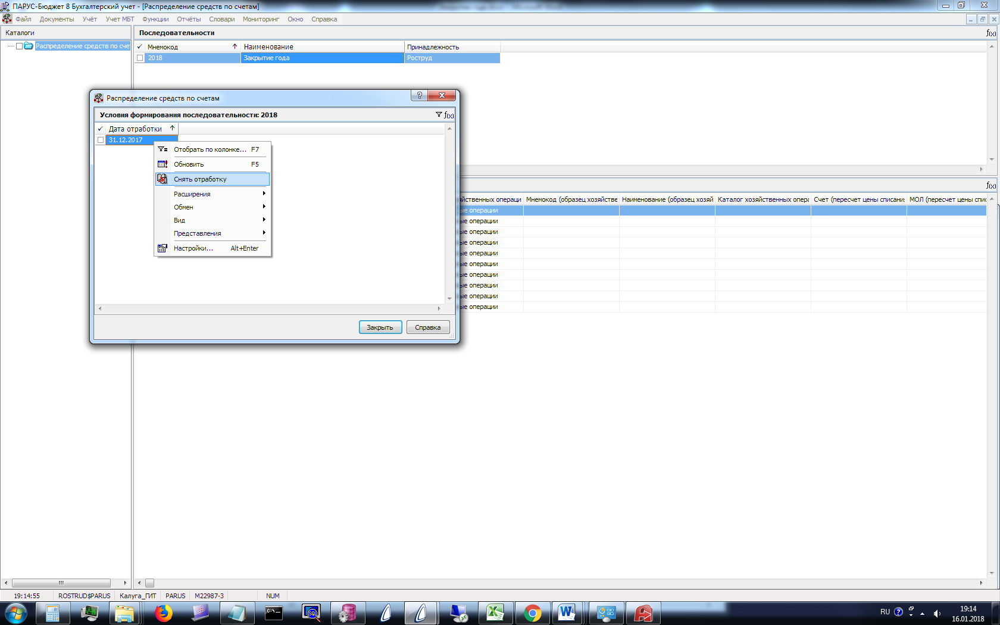 ПАРУС-Бюджет 8 Бухгалтерский учет - [Распределение средств по счетам]
Файл Документы Учёт Учет МБТ Функции Отчёты Словари Мониторинг Окно Справка
Каталоги
Распределение средств по сче
Последовательности
f(x)
Мнемокод Наименование Принадлежность
2018 Закрытие года Роструд
Распределение средств по счетам
Условия формирования последовательности: 2018
f(x)
Дата отработки
31.12.2017
Отобрать по колонке... F7
Обновить F5
Снять отработку
Расширения
Обмен
Вид
Представления
Настройки... Alt+Enter
Закрыть Справка
f(x)
яйственных операци Мнемокод (образец хозяйстве Наименование (образец хозяй Каталог хозяйственных опера Счет (пересчет цены списания МОЛ (пересчет цены спис
ые операции
ые операции
ые операции
ые операции
ые операции
ые операции
ые операции
ые операции
ые операции
ые операции
19:14:55 ROSTRUD$PARUS Калуга_ГИТ PARUS M22987-3 NUM
RU 19:14
16.01.2018